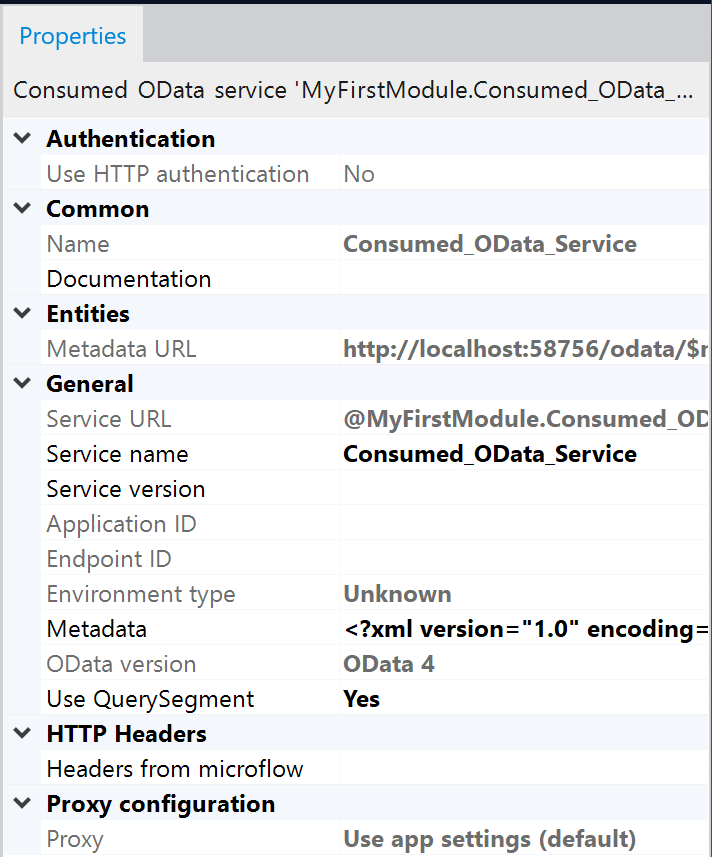 Properties
Consumed OData service 'MyFirstModule.Consumed_OData_...
Authentication
Use HTTP authentication No
Common
Name Consumed_OData_Service
Documentation
Entities
Metadata URL http://localhost:58756/odata/$
General
Service URL @MyFirstModule.Consumed_OD
Service name Consumed_OData_Service
Service version
Application ID
Endpoint ID
Environment type Unknown
Metadata <?xml version="1.0" encoding=
OData version OData 4
Use QuerySegment Yes
HTTP Headers
Headers from microflow
Proxy configuration
Proxy Use app settings (default)